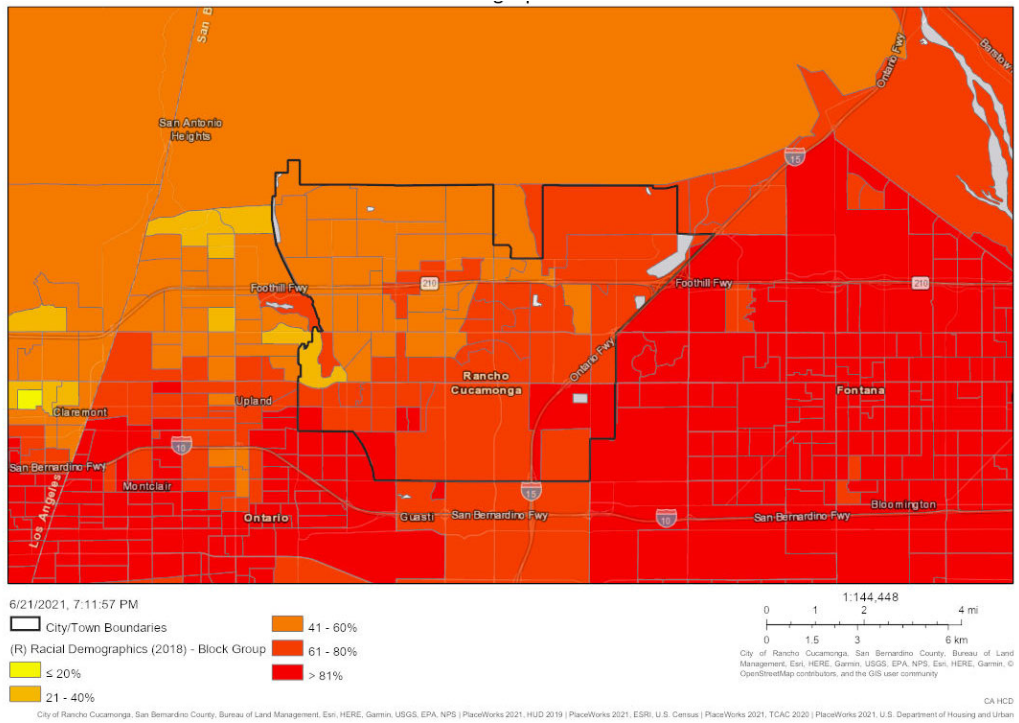 San B
Ontario Fwy
Barstow
San Antonio
Heights
15
Foothill Fwy
210
Foothill Fwy
210
Ontario Fwy
Rancho
Cucamonga
Fontana
Upland
Claremont
10
San Bernardino Fwy
Montclair
15
Los Angeles
Ontario
Guasti
San Bernardino Fwy
10
San Bernardino Fwy
Bloomington
6/21/2021, 7:11:57 PM
City/Town Boundaries
(R) Racial Demographics (2018) - Block Group
≤ 20%
21 - 40%
41 - 60%
61 - 80%
> 81%
1:144,448
0 1 2 4 mi
0 1.5 3 6 km
City of Rancho Cucamonga, San Bernardino County, Bureau of Land
Management, Esri, HERE, Garmin, USGS, EPA, NPS, Esri, HERE, Garmin, ©
OpenStreetMap contributors, and the GIS user community
CA HCD
City of Rancho Cucamonga, San Bernardino County, Bureau of Land Management, Esri, HERE, Garmin, USGS, EPA, NPS | PlaceWorks 2021, HUD 2019 | PlaceWorks 2021, ESRI, U.S. Census | PlaceWorks 2021, TCAC 2020 | PlaceWorks 2021, U.S. Department of Housing and Urban